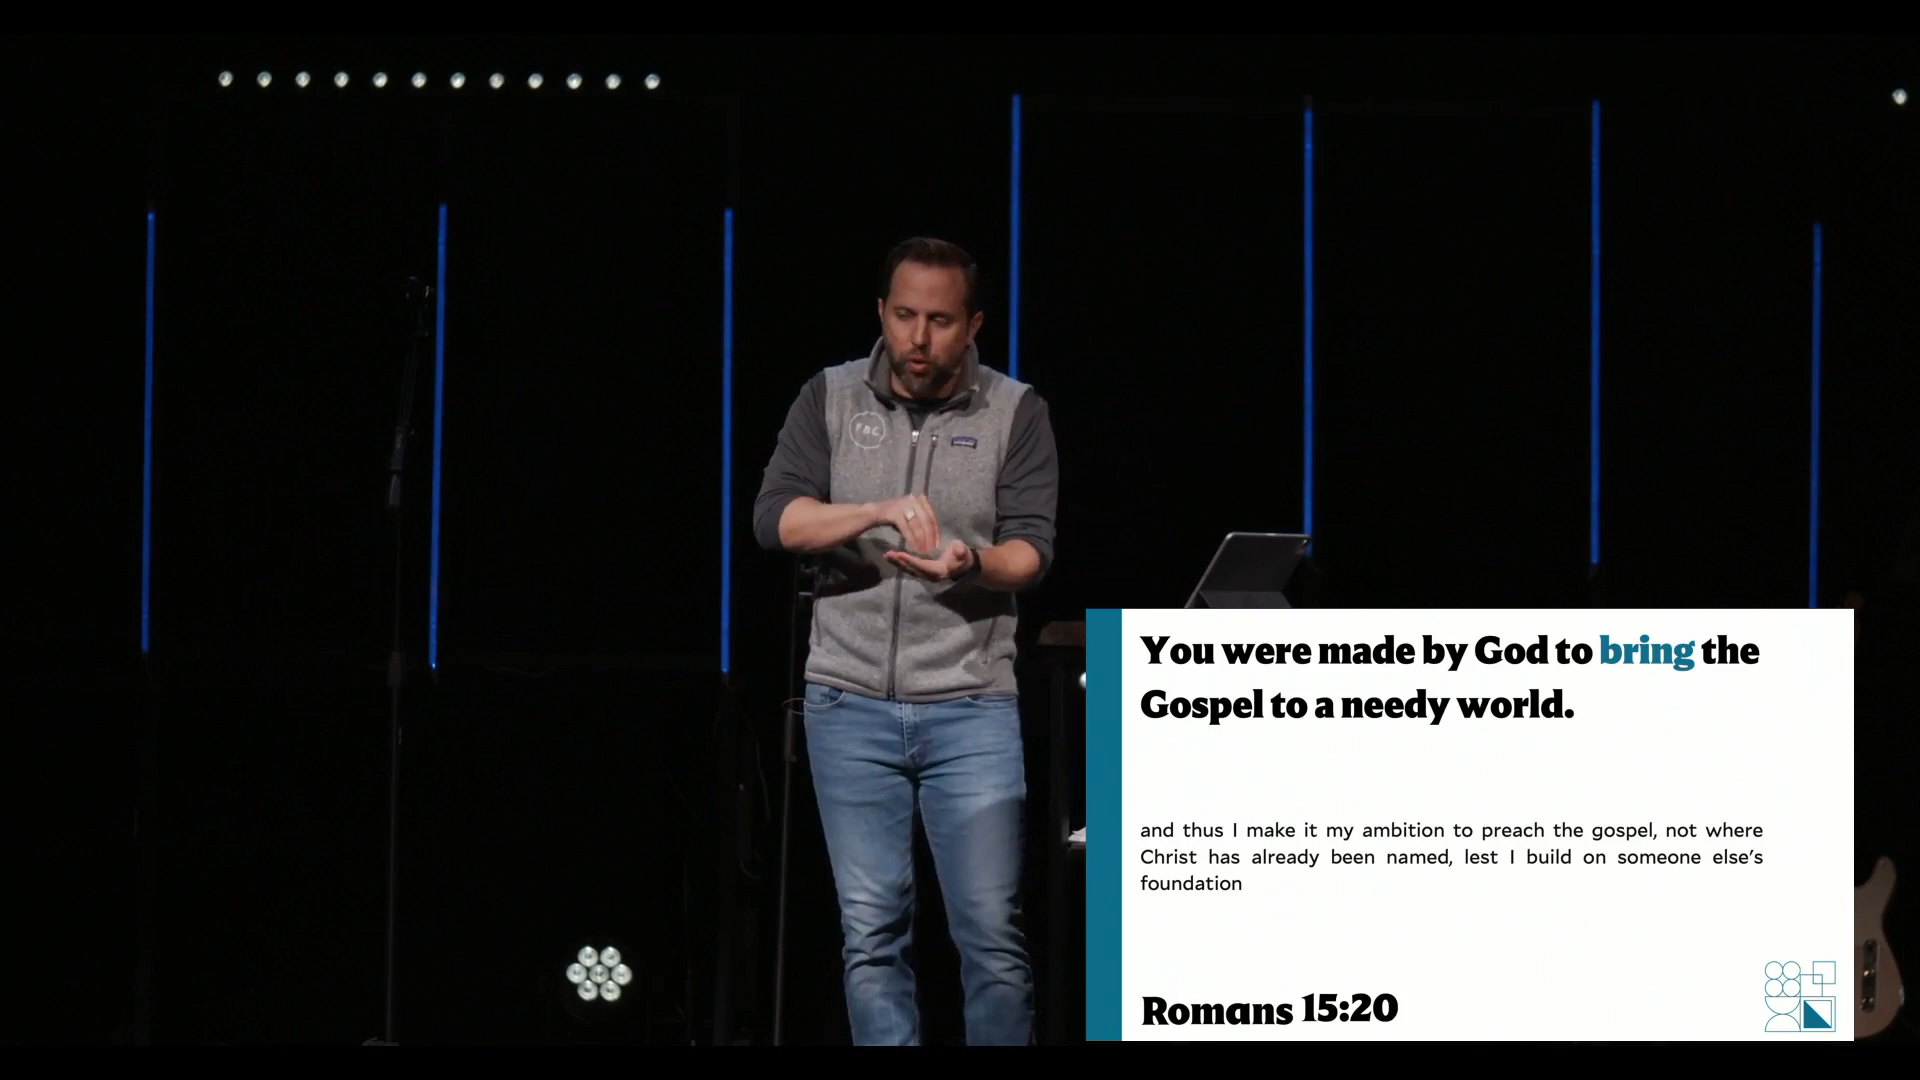 FBC
You were made by God to bring the
Gospel to a needy world.
and thus I make it my ambition to preach the gospel, not where
Christ has already been named, lest I build on someone else's
foundation
Romans 15:20